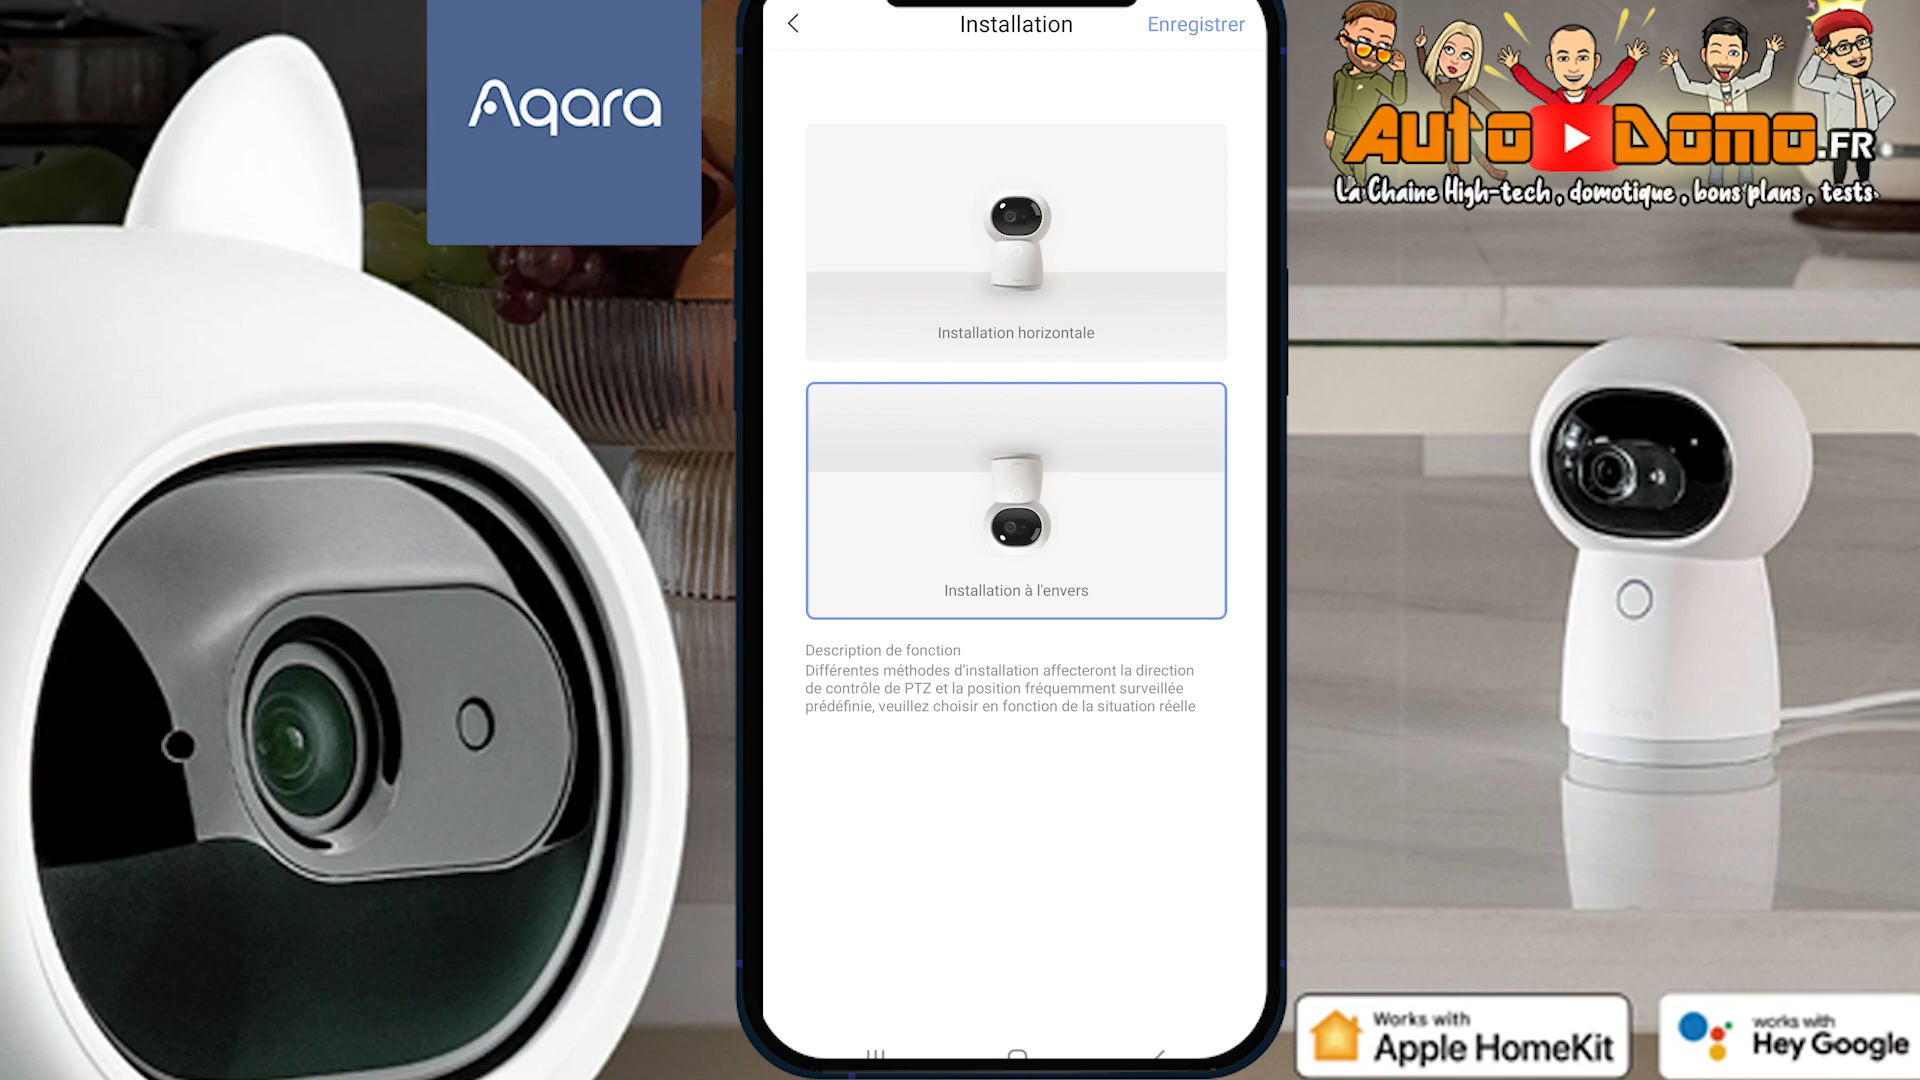 Aqara
Installation
Enregistrer
Installation horizontale
Installation à l'envers
Description de fonction
Différentes méthodes d’installation affecteront la direction
de contrôle de PTZ et la position fréquemment surveillée
prédéfinie, veuillez choisir en fonction de la situation réelle
AUTO DOMO.FR
La Chaine High-tech, domotique, bons plans, tests.
Works with
Apple HomeKit
works with
Hey Google